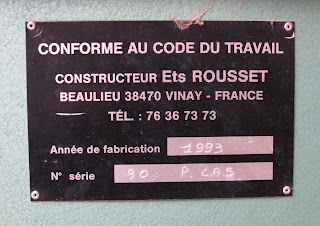 CONFORME AU CODE DU TRAVAIL
CONSTRUCTEUR Ets ROUSSET
BEAULIEU 38470 VINAY - FRANCE
TÉL. : 76 36 73 73
Année de fabrication 1993
N° série 90 P. CA5